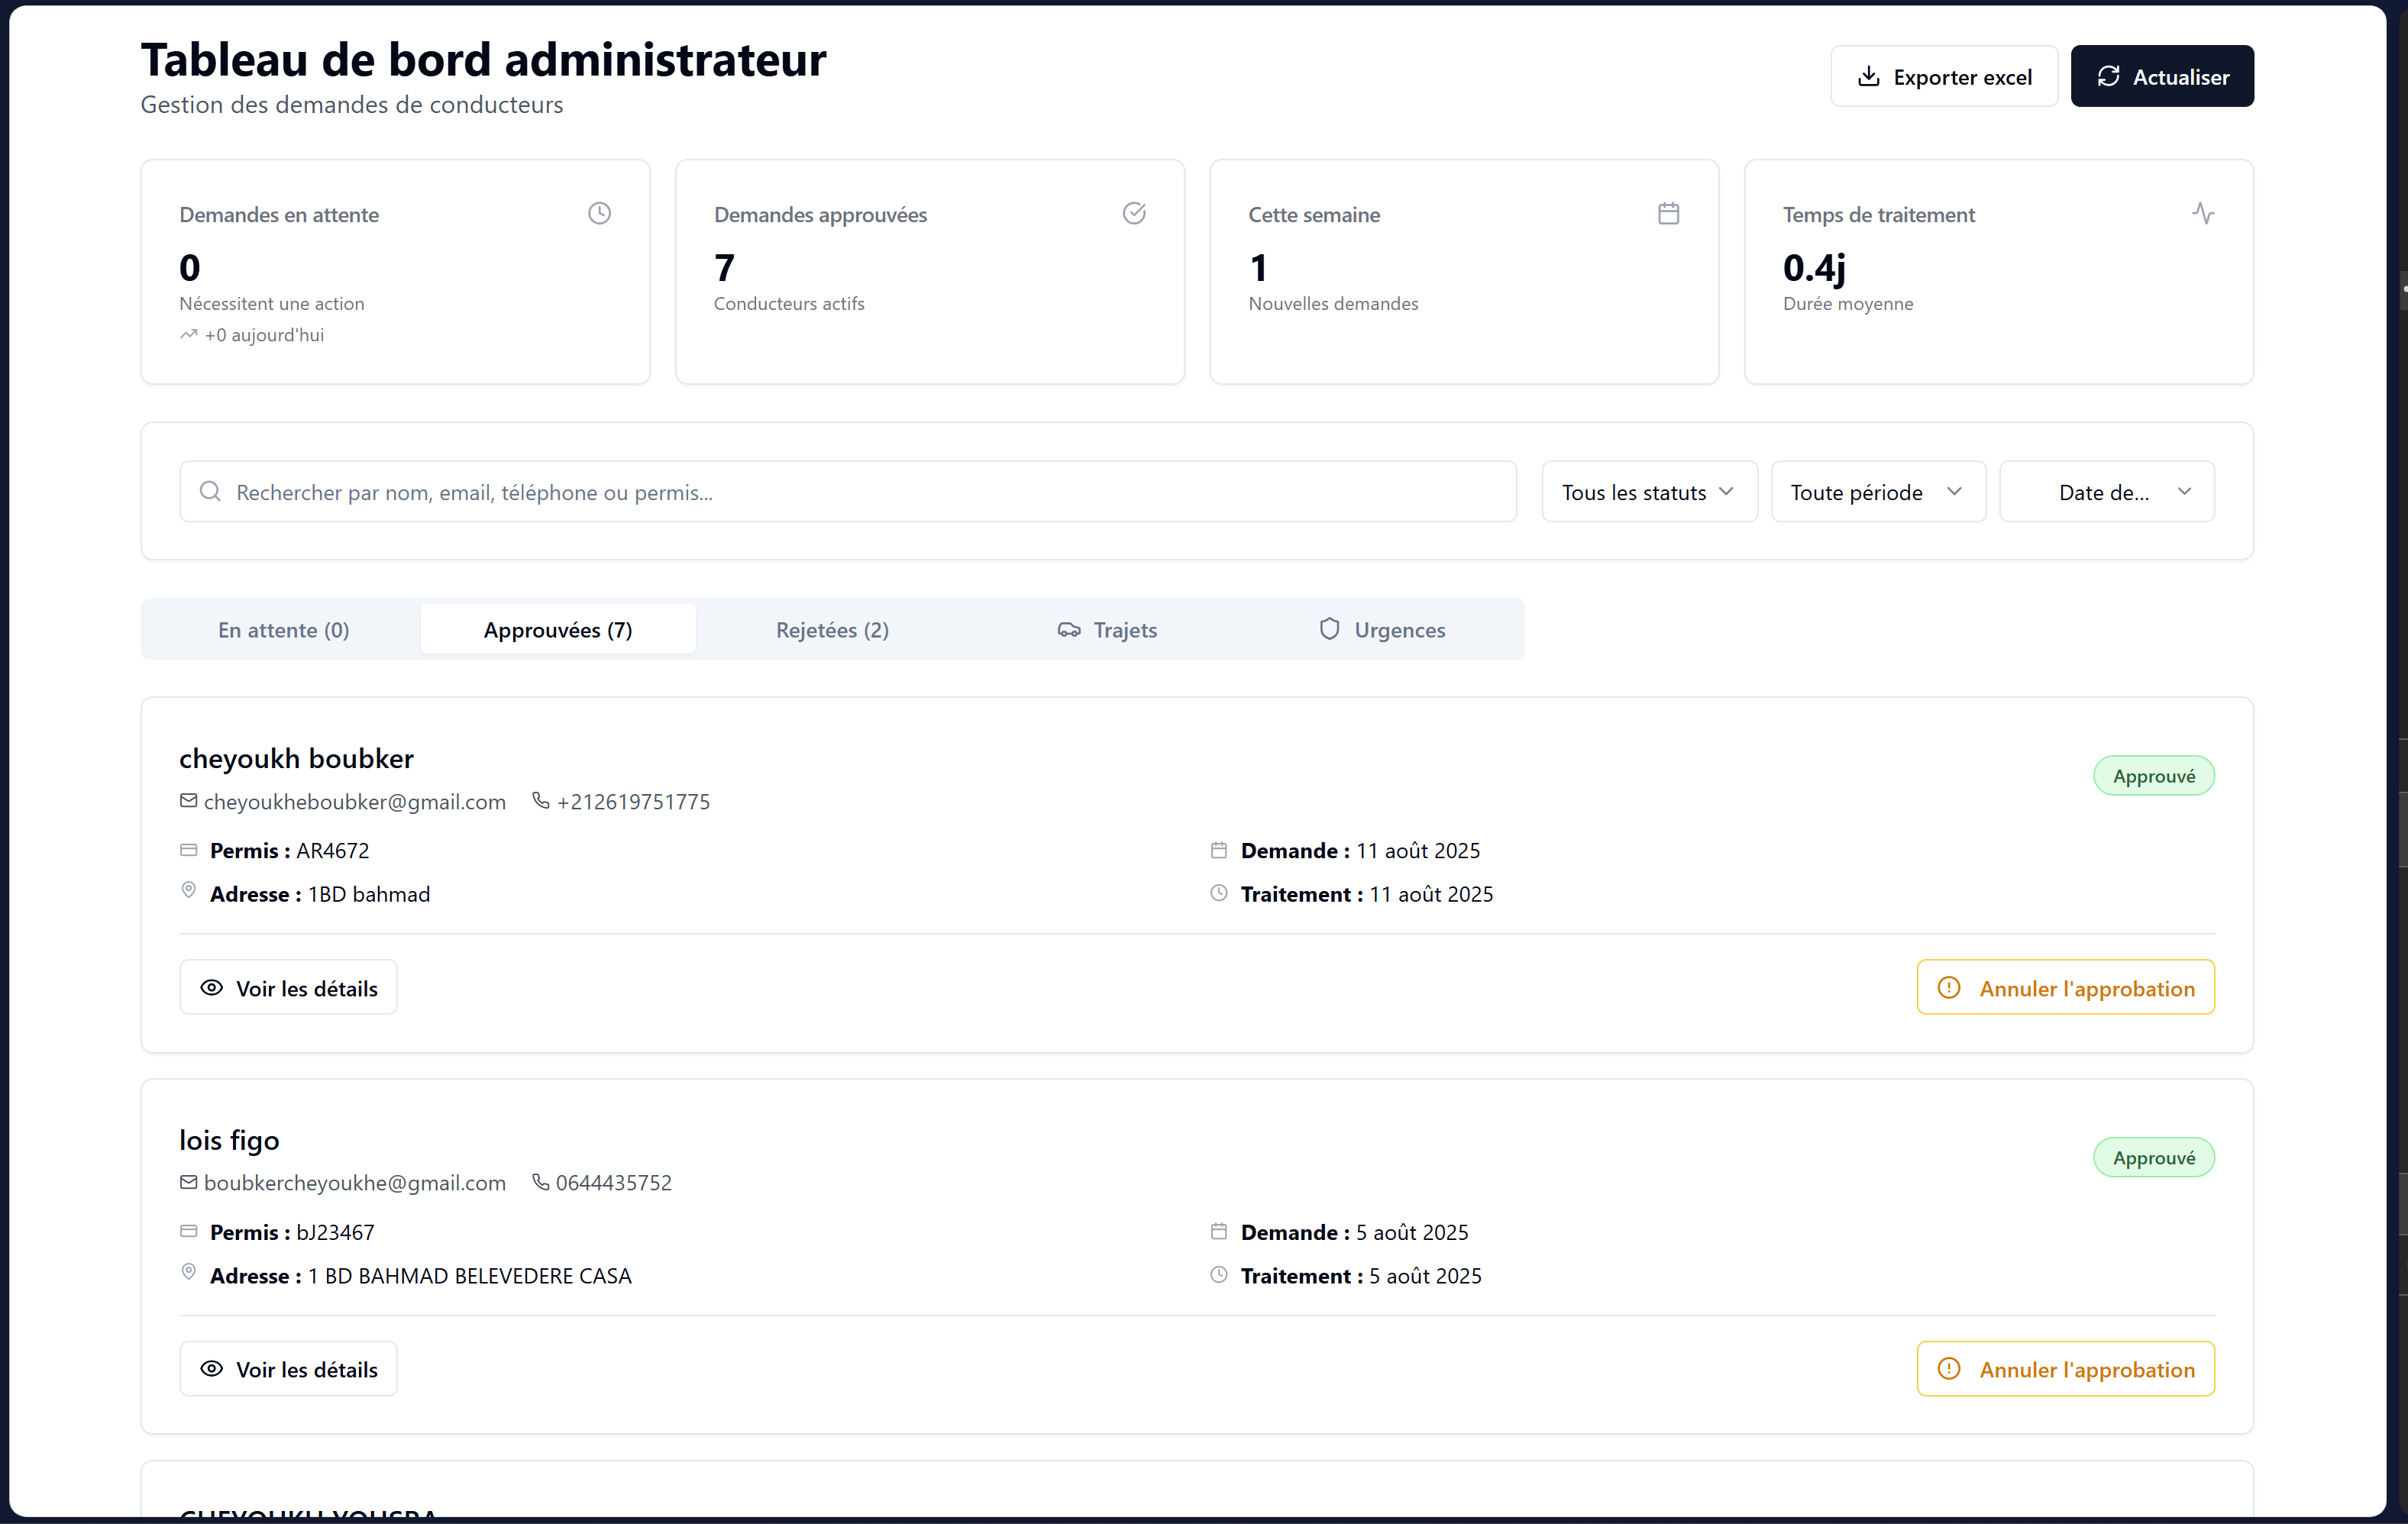 Tableau de bord administrateur
Gestion des demandes de conducteurs
Exporter excel
Actualiser
Demandes en attente
0
Nécessitent une action
+0 aujourd'hui
Demandes approuvées
7
Conducteurs actifs
Cette semaine
1
Nouvelles demandes
Temps de traitement
0.4j
Durée moyenne
Rechercher par nom, email, téléphone ou permis...
Tous les statuts
Toute période
Date de...
En attente (0)
Approuvées (7)
Rejetées (2)
Trajets
Urgences
cheyoukh boubker
Approuvé
cheyoukheboubker@gmail.com +212619751775
Permis : AR4672
Demande : 11 août 2025
Adresse : 1BD bahmad
Traitement : 11 août 2025
Voir les détails
Annuler l'approbation
lois figo
Approuvé
boubkercheyoukhe@gmail.com 0644435752
Permis : bJ23467
Demande : 5 août 2025
Adresse : 1 BD BAHMAD BELEVEDERE CASA
Traitement : 5 août 2025
Voir les détails
Annuler l'approbation
CHEYOUKH YOUSRA